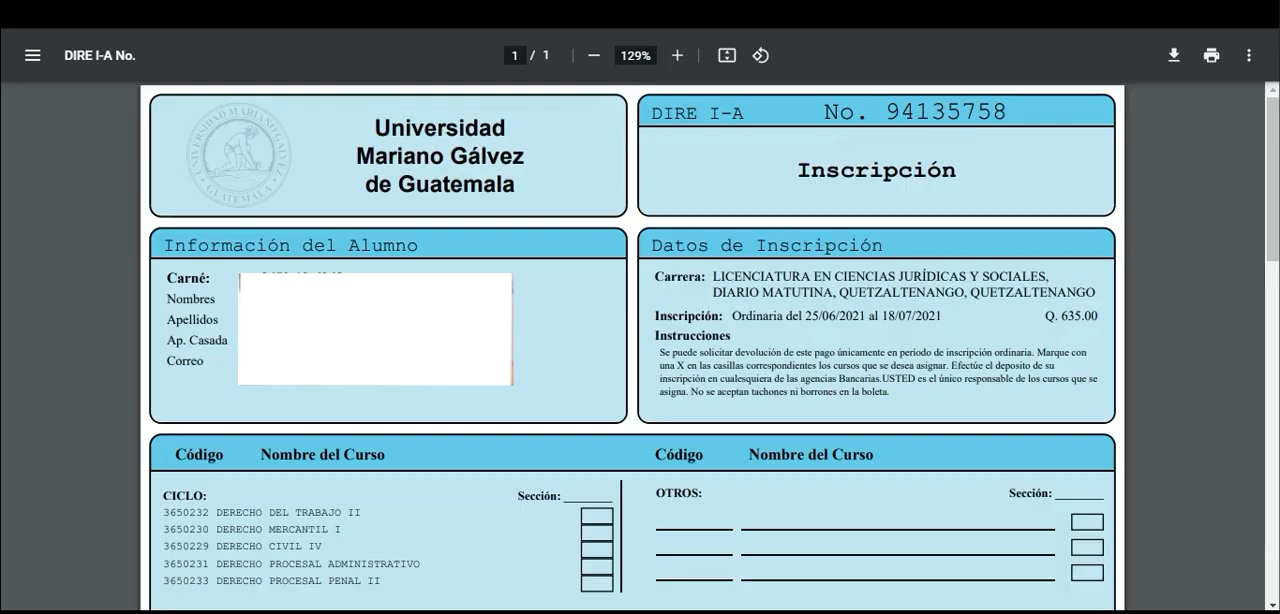 DIRE I-A No.
1 / 1
129%
UNIVERSIDAD MARIANO GALVEZ
GUATEMALA
Universidad
Mariano Gálvez
de Guatemala
DIRE I-A No. 94135758
Inscripción
Información del Alumno
Carné:
Nombres
Apellidos
Ap. Casada
Correo
Datos de Inscripción
Carrera: LICENCIATURA EN CIENCIAS JURÍDICAS Y SOCIALES,
DIARIO MATUTINA, QUETZALTENANGO, QUETZALTENANGO
Inscripción: Ordinaria del 25/06/2021 al 18/07/2021 Q. 635.00
Instrucciones
Se puede solicitar devolución de este pago únicamente en período de inscripción ordinaria. Marque con
una X en las casillas correspondientes los cursos que se desea asignar. Efectúe el deposito de su
inscripción en cualesquiera de las agencias Bancarias.USTED es el único responsable de los cursos que se
asigna. No se aceptan tachones ni borrones en la boleta.
Código Nombre del Curso Código Nombre del Curso
CICLO: Sección:
3650232 DERECHO DEL TRABAJO II
3650230 DERECHO MERCANTIL I
3650229 DERECHO CIVIL IV
3650231 DERECHO PROCESAL ADMINISTRATIVO
3650233 DERECHO PROCESAL PENAL II
OTROS: Sección: